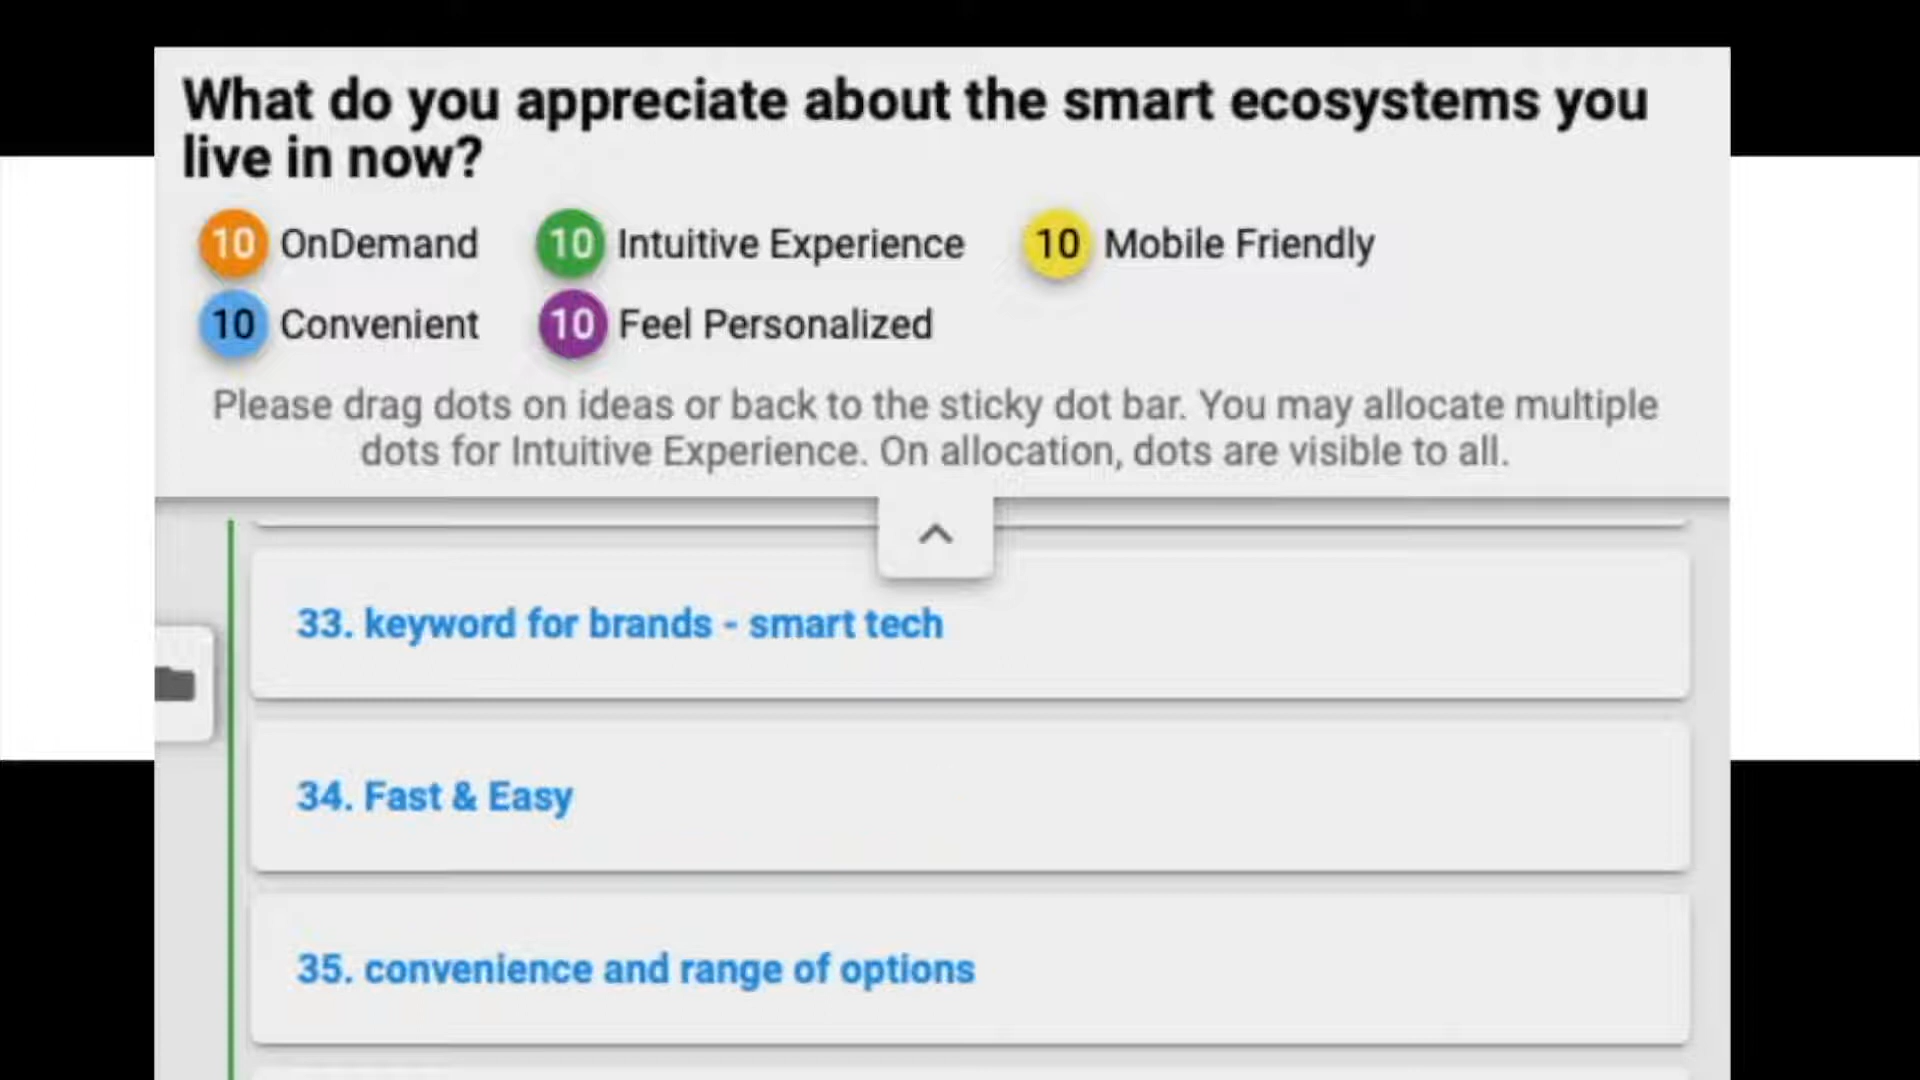 What do you appreciate about the smart ecosystems you
live in now?
10 OnDemand 10 Intuitive Experience 10 Mobile Friendly
10 Convenient 10 Feel Personalized
Please drag dots on ideas or back to the sticky dot bar. You may allocate multiple
dots for Intuitive Experience. On allocation, dots are visible to all.
33. keyword for brands - smart tech
34. Fast & Easy
35. convenience and range of options